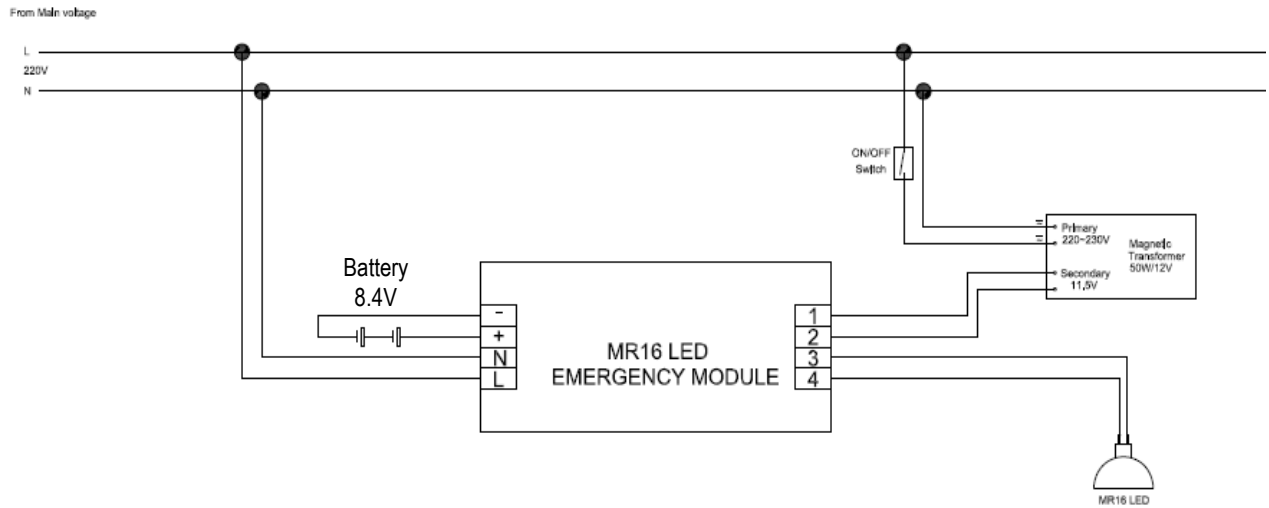 From Main voltage
L
220V
N
ON/OFF
Switch
Primary
220~230V
Magnetic
Transformer
50W/12V
Secondary
11,5V
Battery
8.4V
-
+
N
L
MR16 LED
EMERGENCY MODULE
1
2
3
4
MR16 LED